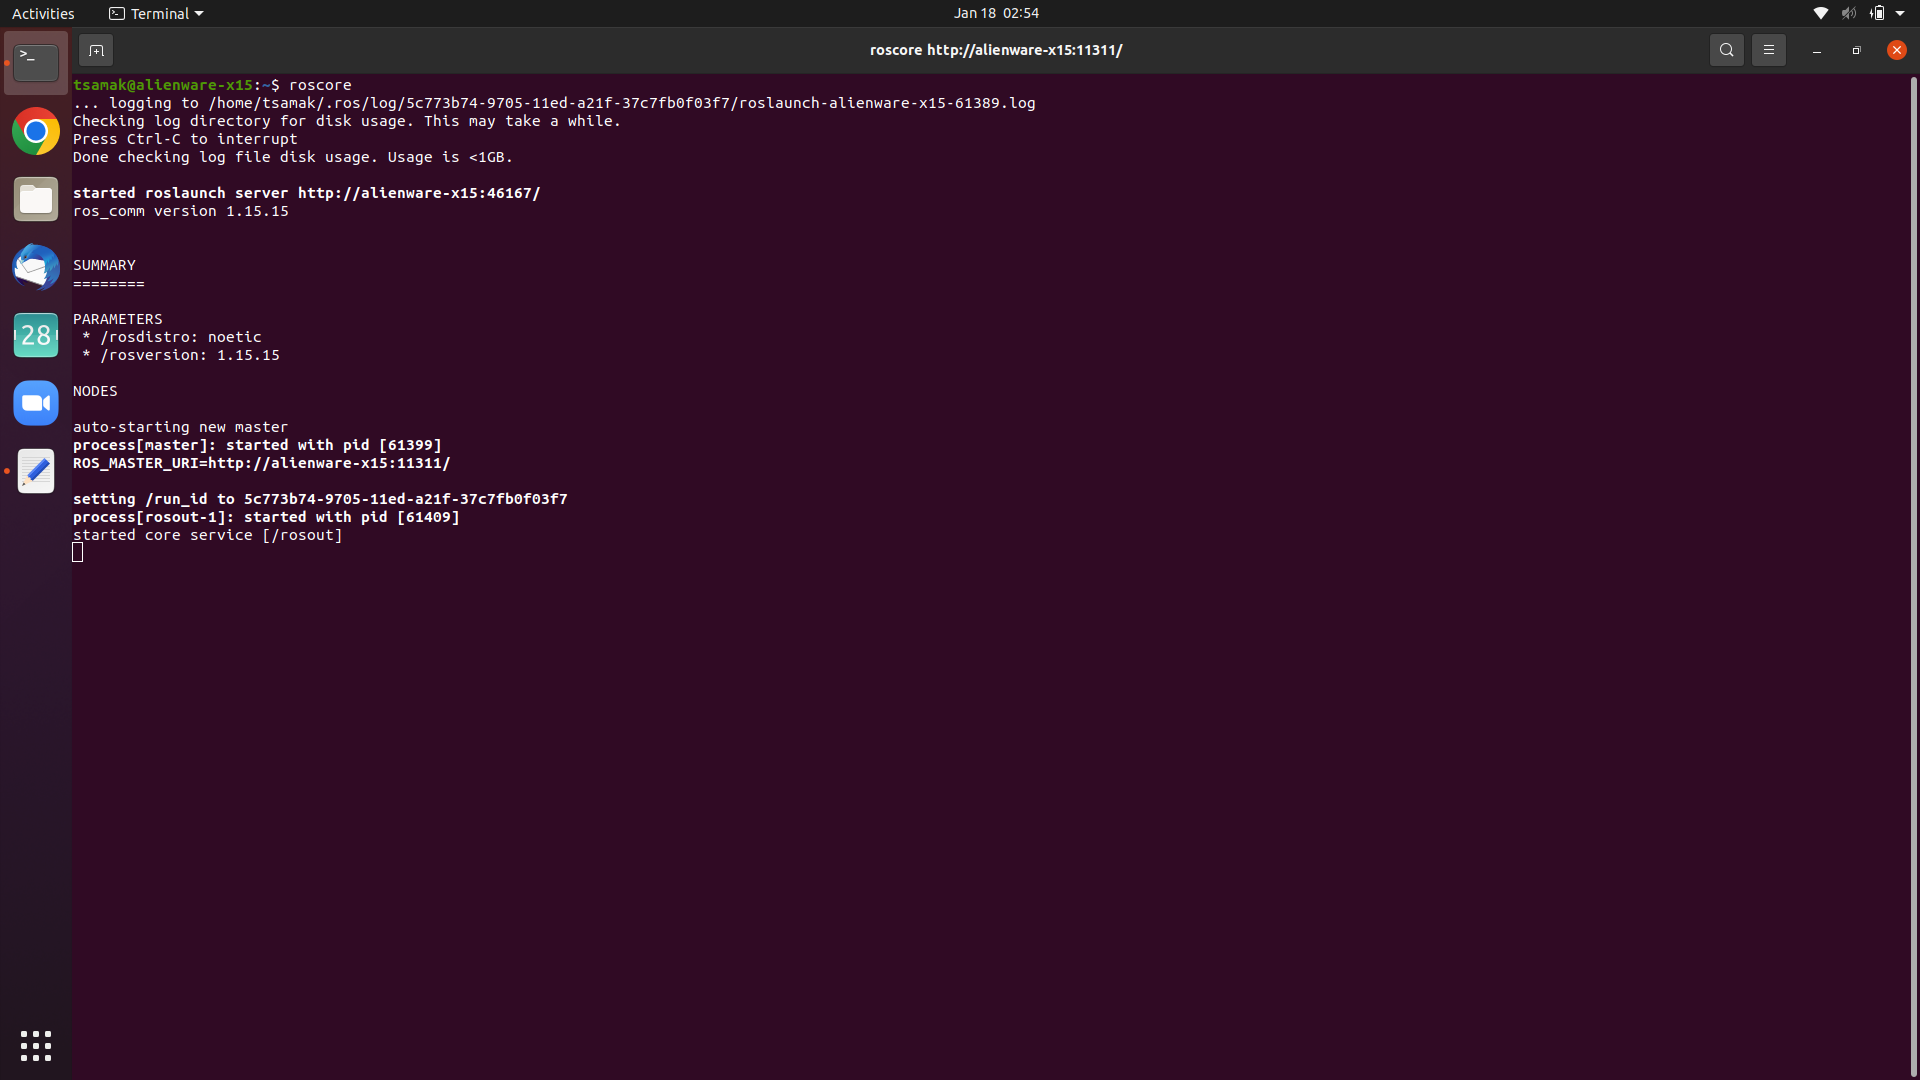 Activities
Terminal
Jan 18 02:54
roscore http://alienware-x15:11311/
tsamak@alienware-x15:~$ roscore
... logging to /home/tsamak/.ros/log/5c773b74-9705-11ed-a21f-37c7fb0f03f7/roslaunch-alienware-x15-61389.log
Checking log directory for disk usage. This may take a while.
Press Ctrl-C to interrupt
Done checking log file disk usage. Usage is <1GB.
started roslaunch server http://alienware-x15:46167/
ros_comm version 1.15.15
SUMMARY
========
PARAMETERS
* /rosdistro: noetic
* /rosversion: 1.15.15
NODES
auto-starting new master
process[master]: started with pid [61399]
ROS_MASTER_URI=http://alienware-x15:11311/
setting /run_id to 5c773b74-9705-11ed-a21f-37c7fb0f03f7
process[rosout-1]: started with pid [61409]
started core service [/rosout]
>_
28